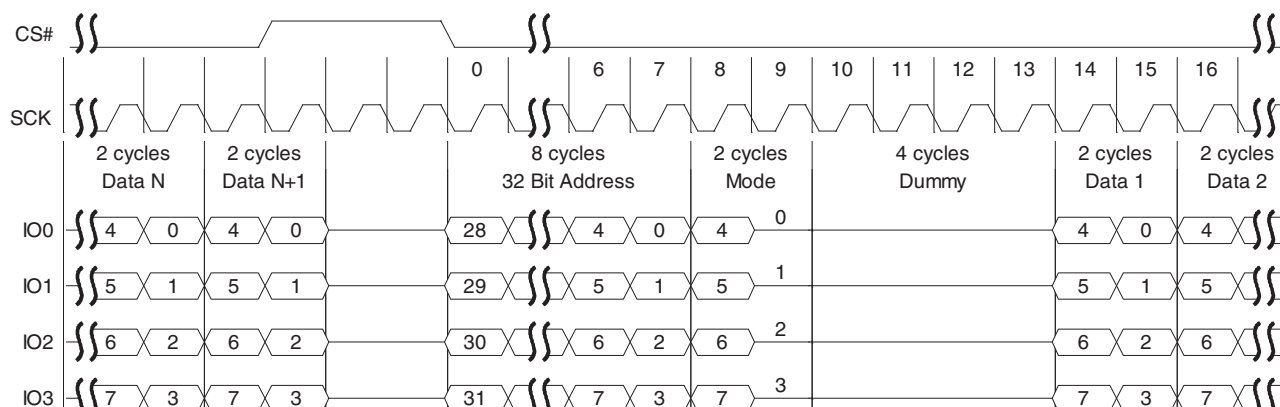 CS#
0 6 7 8 9 10 11 12 13 14 15 16
SCK
2 cycles 2 cycles 8 cycles 2 cycles 4 cycles 2 cycles 2 cycles
Data N Data N+1 32 Bit Address Mode Dummy Data 1 Data 2
IO0 4 0 4 0 28 4 0 4 0 4 0 4
IO1 5 1 5 1 29 5 1 5 1 5 1 5
IO2 6 2 6 2 30 6 2 6 2 6 2 6
IO3 7 3 7 3 31 7 3 7 3 7 3 7